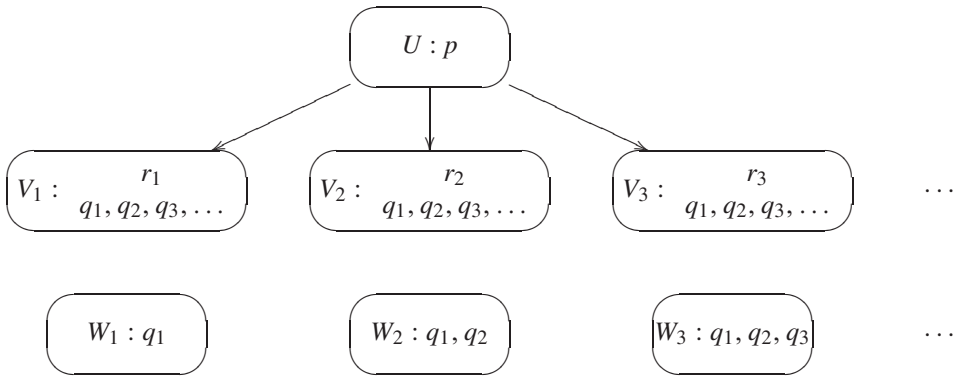 U : p
V₁ : r₁
q₁, q₂, q₃, …
V₂ : r₂
q₁, q₂, q₃, …
V₃ : r₃
q₁, q₂, q₃, …
…
W₁ : q₁
W₂ : q₁, q₂
W₃ : q₁, q₂, q₃
…